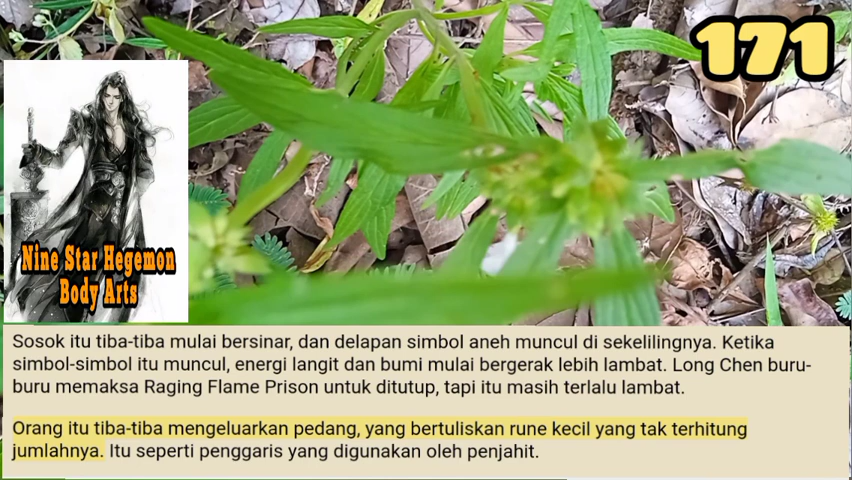 171
Nine Star Hegemon
Body Arts
Sosok itu tiba-tiba mulai bersinar, dan delapan simbol aneh muncul di sekelilingnya. Ketika
simbol-simbol itu muncul, energi langit dan bumi mulai bergerak lebih lambat. Long Chen buru-
buru memaksa Raging Flame Prison untuk ditutup, tapi itu masih terlalu lambat.
Orang itu tiba-tiba mengeluarkan pedang, yang bertuliskan rune kecil yang tak terhitung
jumlahnya. Itu seperti penggaris yang digunakan oleh penjahit.